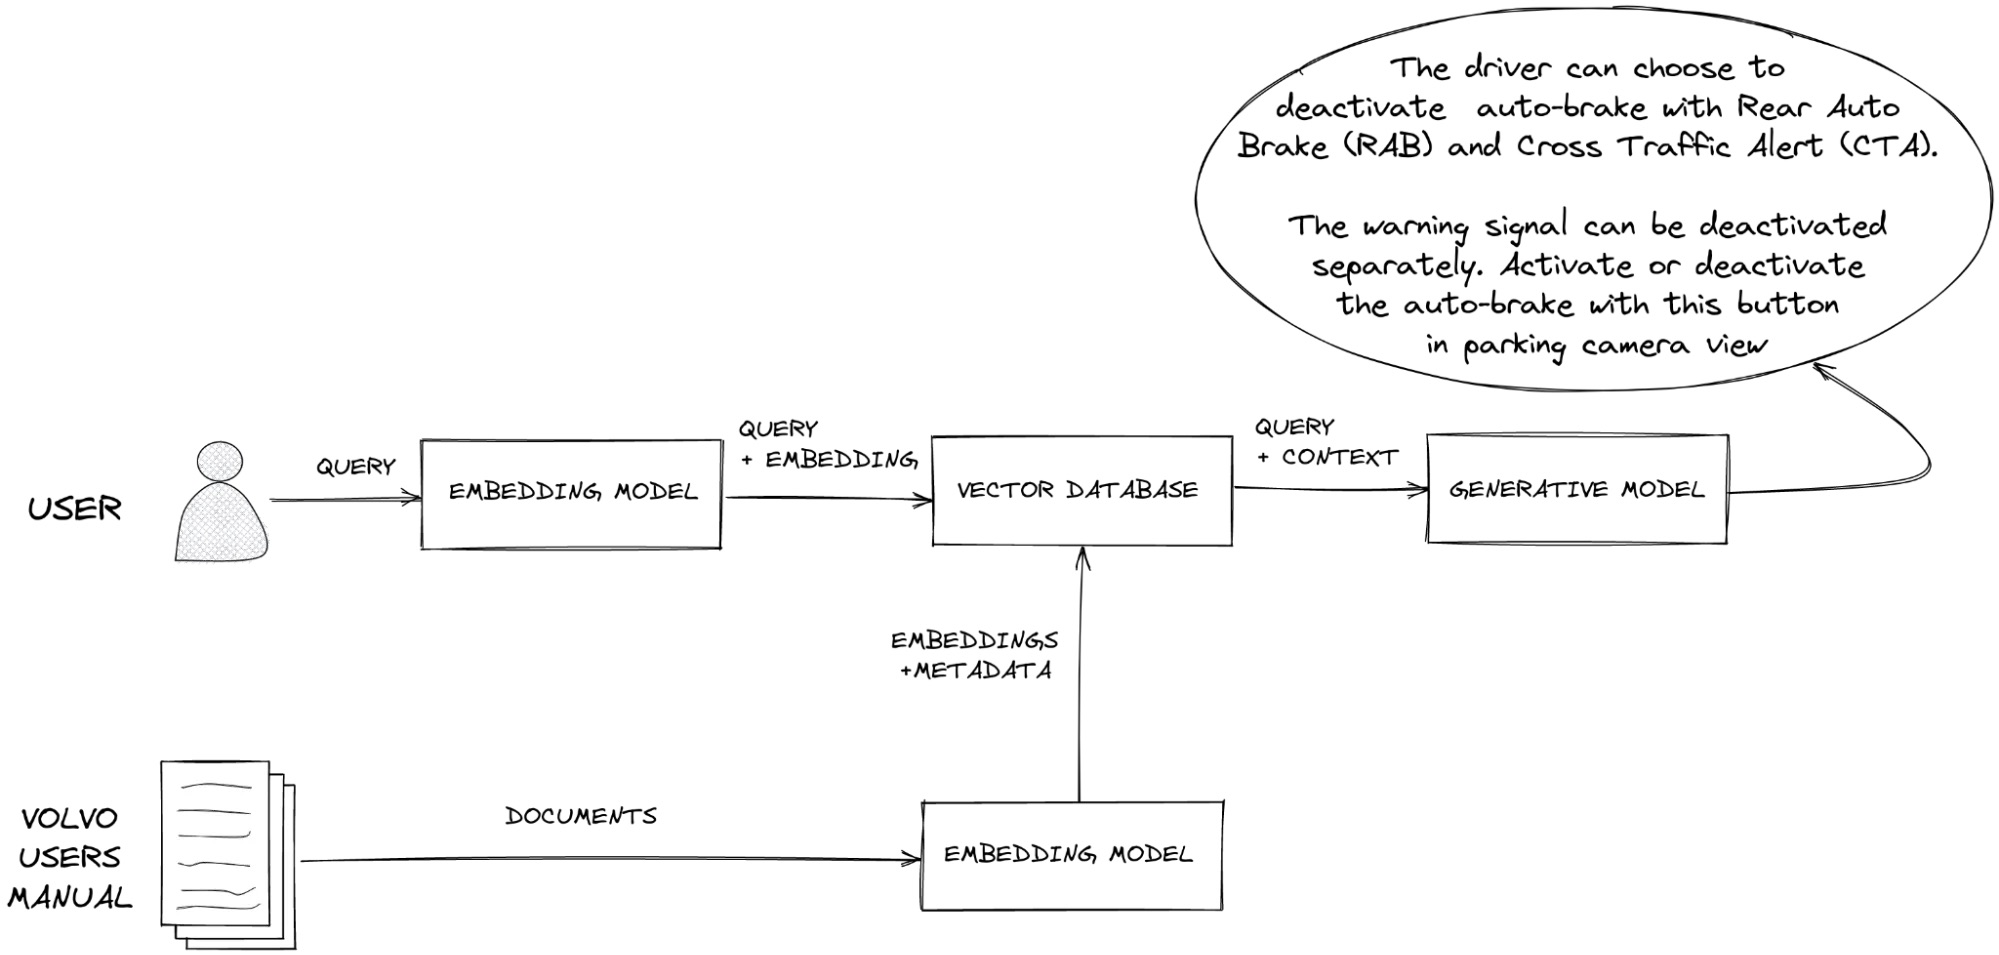 The driver can choose to
deactivate auto-brake with Rear Auto
Brake (RAB) and Cross Traffic Alert (CTA).
The warning signal can be deactivated
separately. Activate or deactivate
the auto-brake with this button
in parking camera view
USER
QUERY
EMBEDDING MODEL
QUERY
+ EMBEDDING
VECTOR DATABASE
QUERY
+ CONTEXT
GENERATIVE MODEL
EMBEDDINGS
+METADATA
VOLVO
USERS
MANUAL
DOCUMENTS
EMBEDDING MODEL